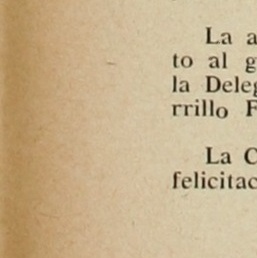 La a
to al g
la Deleg
rrillo F
La C
felicitac